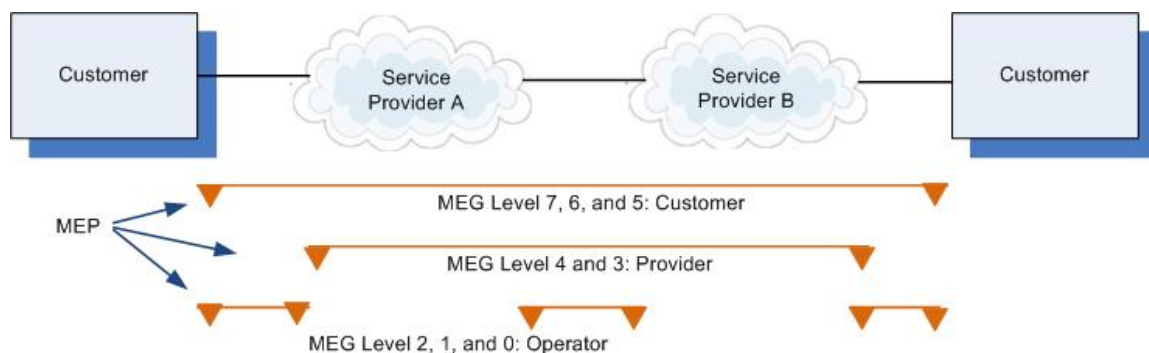 Customer
Service
Provider A
Service
Provider B
Customer
MEG Level 7, 6, and 5: Customer
MEP
MEG Level 4 and 3: Provider
MEG Level 2, 1, and 0: Operator